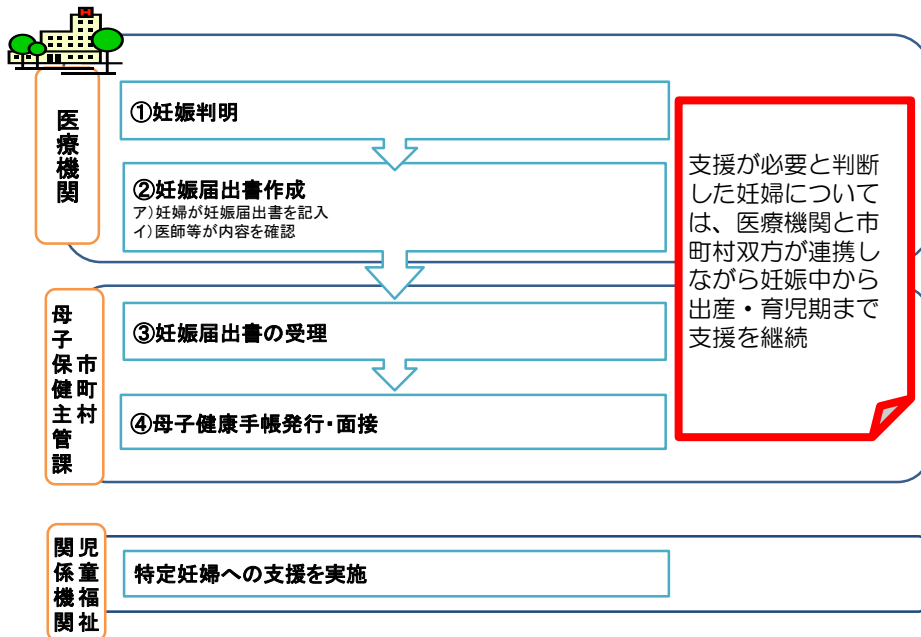 H
医療機関
①妊娠判明
②妊娠届出書作成
ア)妊婦が妊娠届出書を記入
イ)医師等が内容を確認
支援が必要と判断
した妊婦について
は、医療機関と市
町村双方が連携し
ながら妊娠中から
出産・育児期まで
支援を継続
市町村
母子保健主管課
③妊娠届出書の受理
④母子健康手帳発行・面接
児童福祉
関係機関
特定妊婦への支援を実施